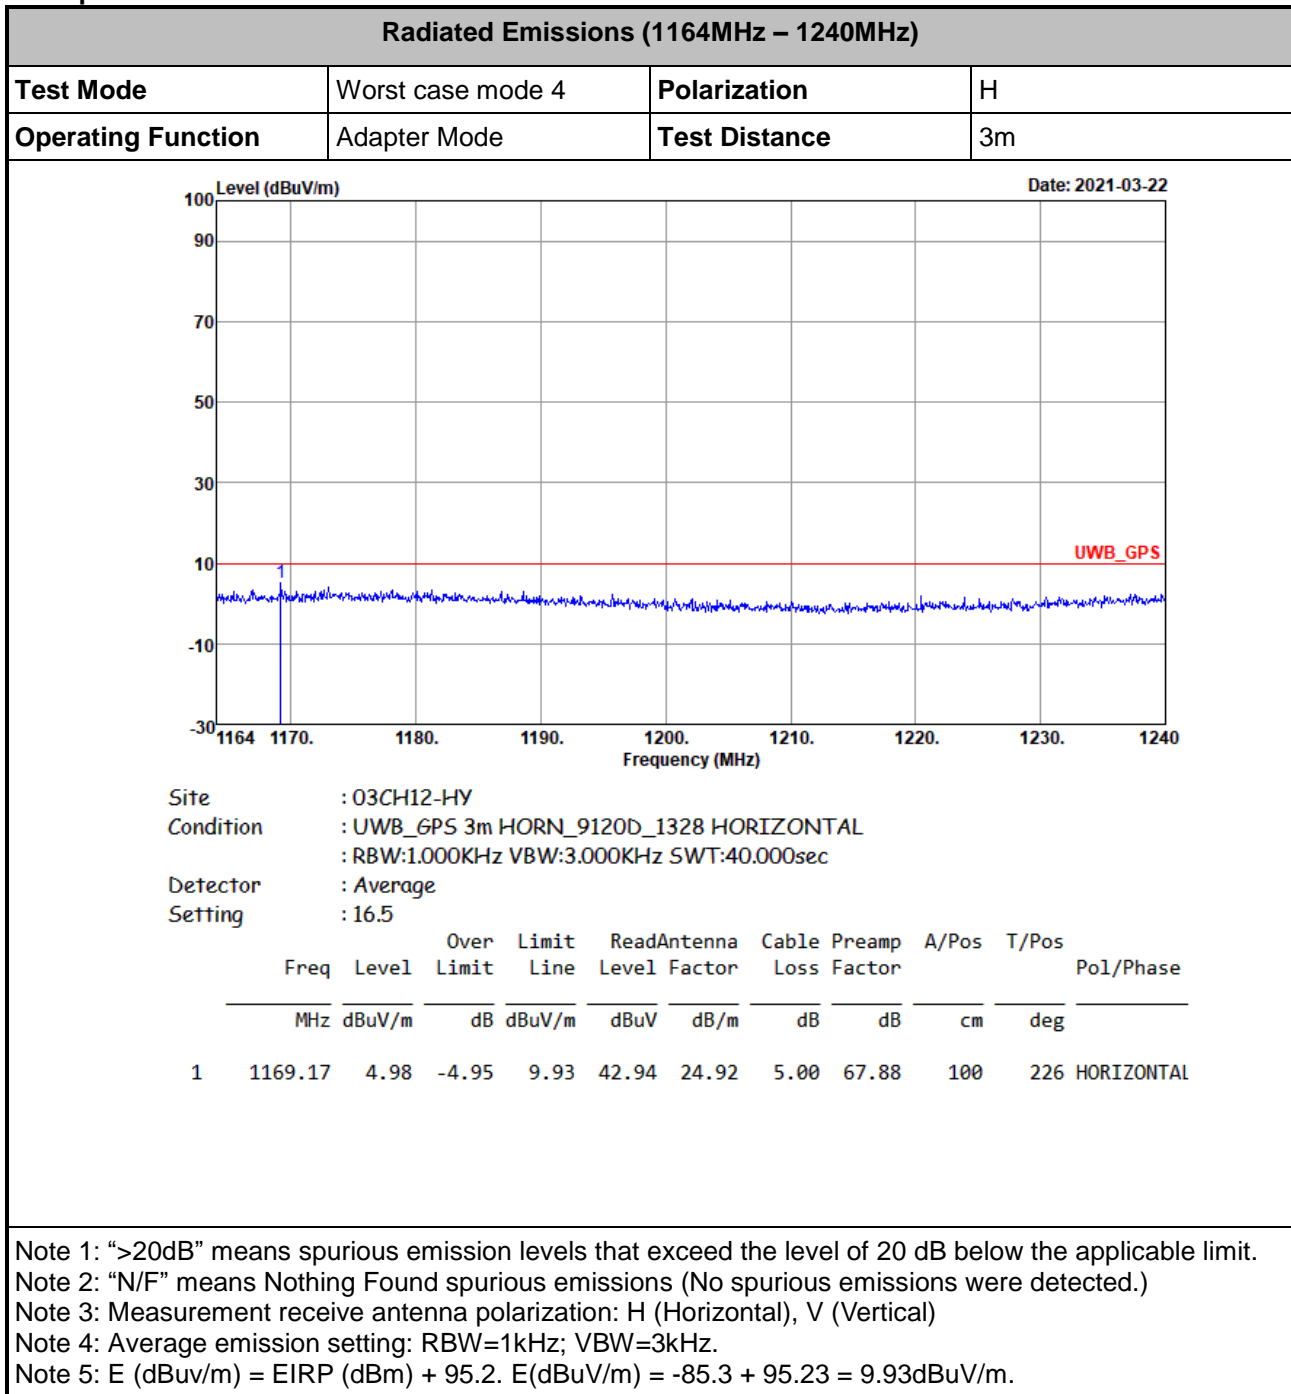 Radiated Emissions (1164MHz – 1240MHz)
Test Mode Worst case mode 4 Polarization H
Operating Function Adapter Mode Test Distance 3m
Level (dBuV/m) Date: 2021-03-22
100
90
70
50
30
10 UWB_GPS
1
-10
-30
1164 1170. 1180. 1190. 1200. 1210. 1220. 1230. 1240
Frequency (MHz)
Site : 03CH12-HY
Condition : UWB_GPS 3m HORN_9120D_1328 HORIZONTAL
: RBW:1.000KHz VBW:3.000KHz SWT:40.000sec
Detector : Average
Setting : 16.5
Over Limit ReadAntenna Cable Preamp A/Pos T/Pos
Freq Level Limit Line Level Factor Loss Factor Pol/Phase
MHz dBuV/m dB dBuV/m dBuV dB/m dB dB cm deg
1 1169.17 4.98 -4.95 9.93 42.94 24.92 5.00 67.88 100 226 HORIZONTAL
Note 1: “>20dB” means spurious emission levels that exceed the level of 20 dB below the applicable limit.
Note 2: “N/F” means Nothing Found spurious emissions (No spurious emissions were detected.)
Note 3: Measurement receive antenna polarization: H (Horizontal), V (Vertical)
Note 4: Average emission setting: RBW=1kHz; VBW=3kHz.
Note 5: E (dBuv/m) = EIRP (dBm) + 95.2. E(dBuV/m) = -85.3 + 95.23 = 9.93dBuV/m.